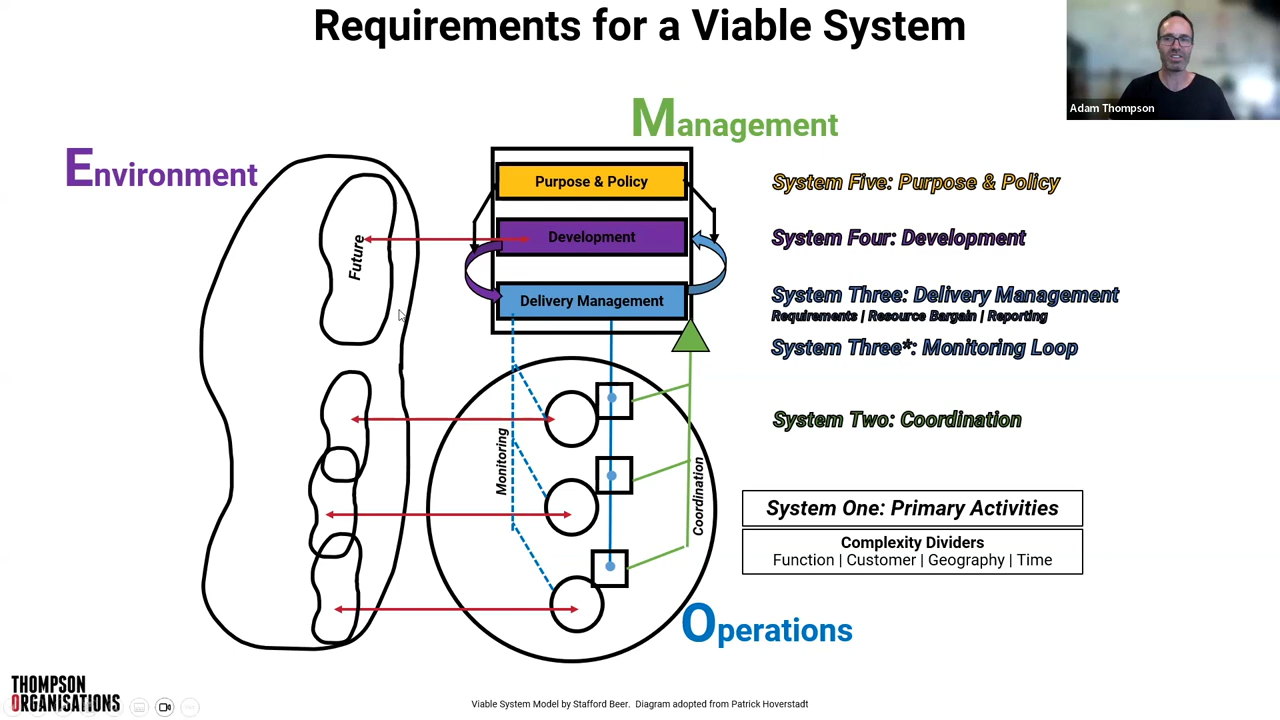 Requirements for a Viable System
Adam Thompson
Management
Environment
Purpose & Policy
System Five: Purpose & Policy
Future
Development
System Four: Development
Delivery Management
System Three: Delivery Management
Requirements | Resource Bargain | Reporting
System Three*: Monitoring Loop
System Two: Coordination
Monitoring
Coordination
System One: Primary Activities
Complexity Dividers
Function | Customer | Geography | Time
Operations
THOMPSON
ORGANISATIONS
Viable System Model by Stafford Beer. Diagram adopted from Patrick Hoverstadt